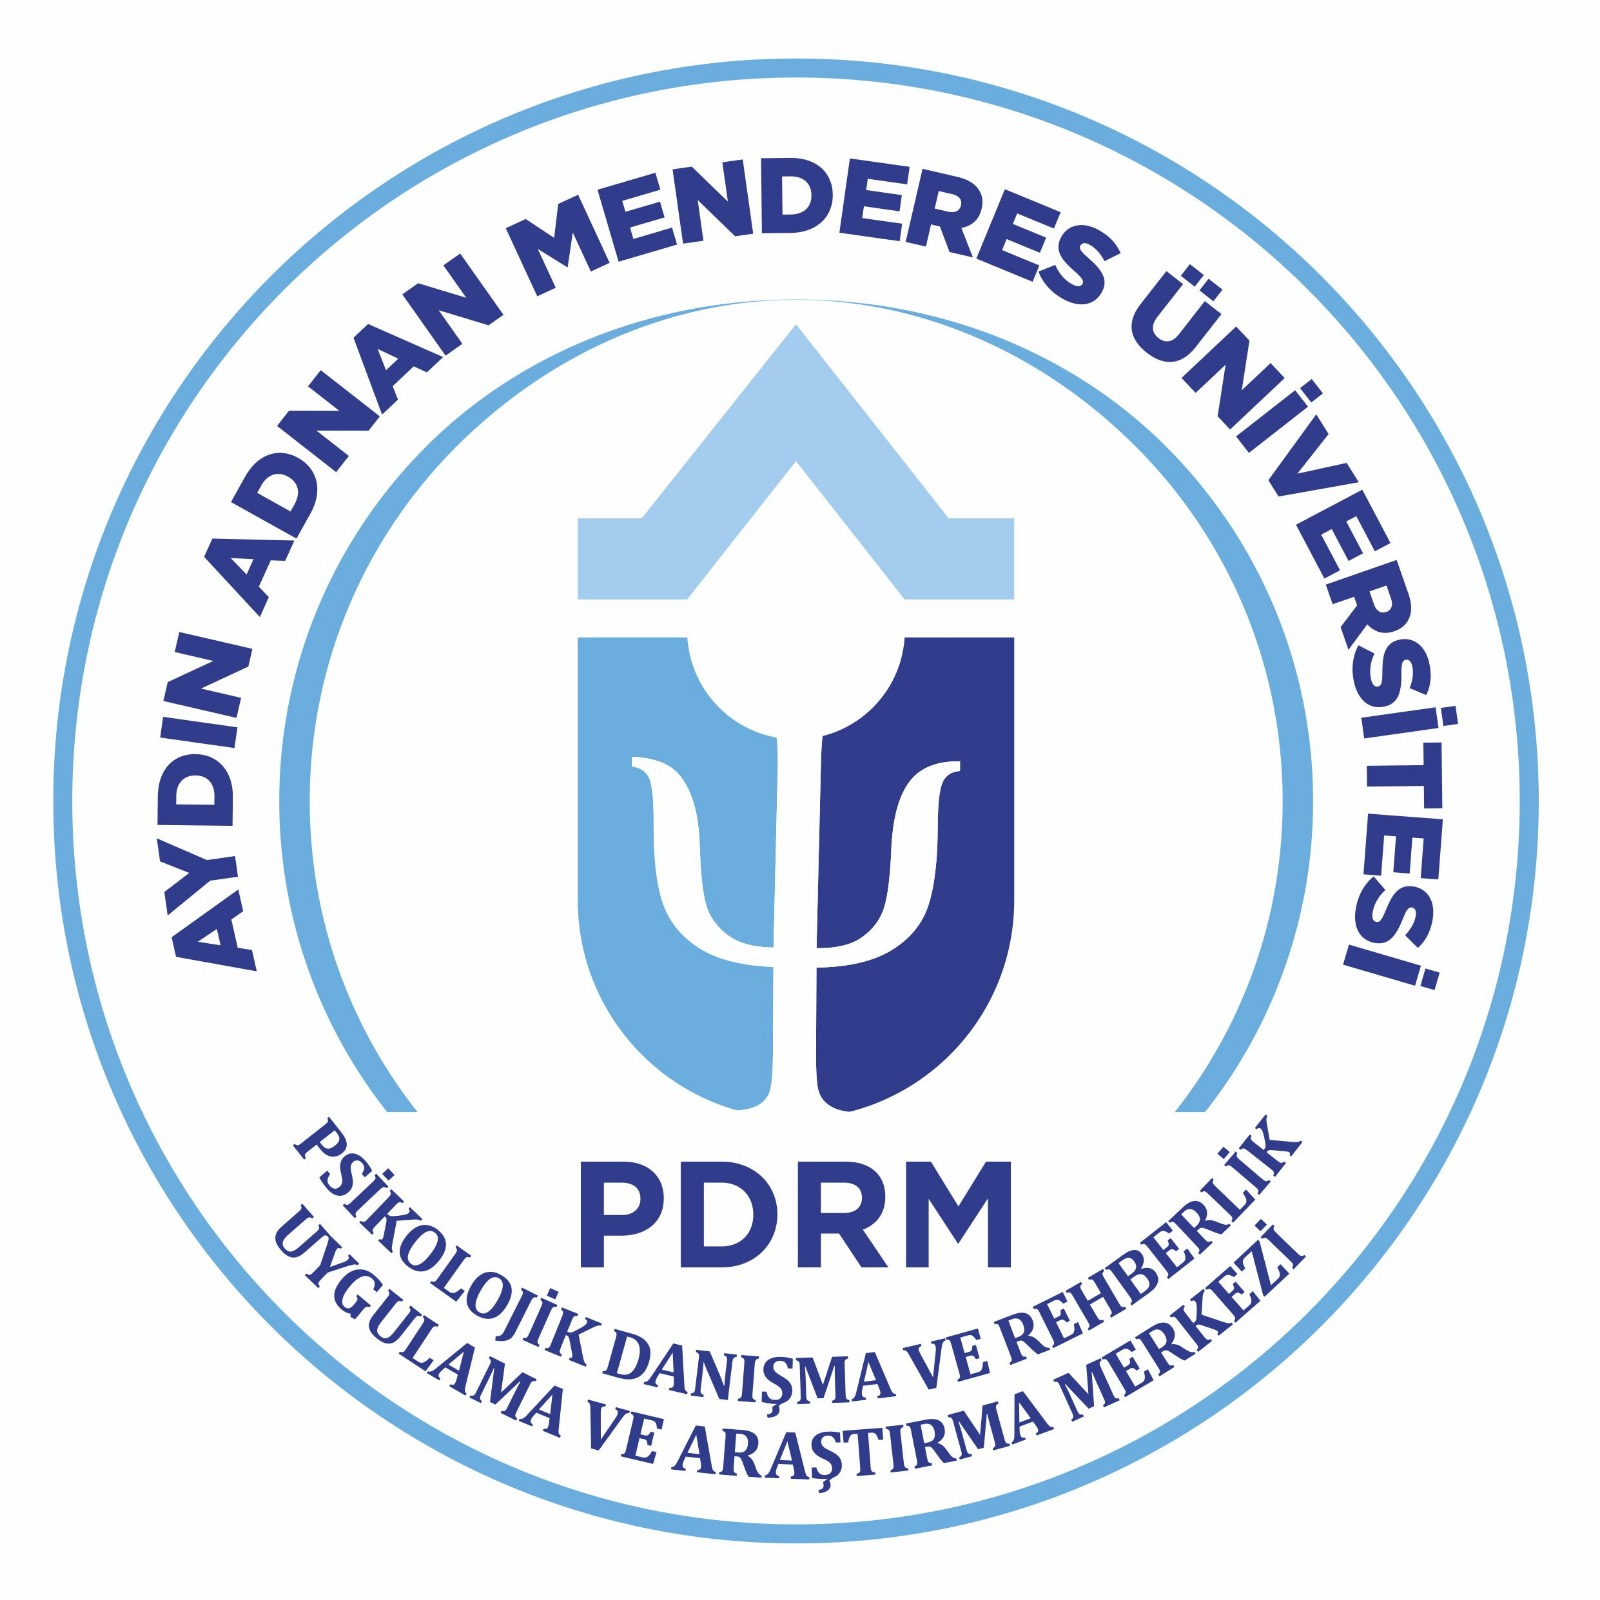 AYDIN ADNAN MENDERES ÜNİVERSİTESİ
PDRM
PSİKOLOJİK DANIŞMA VE REHBERLİK
UYGULAMA VE ARAŞTIRMA MERKEZİ